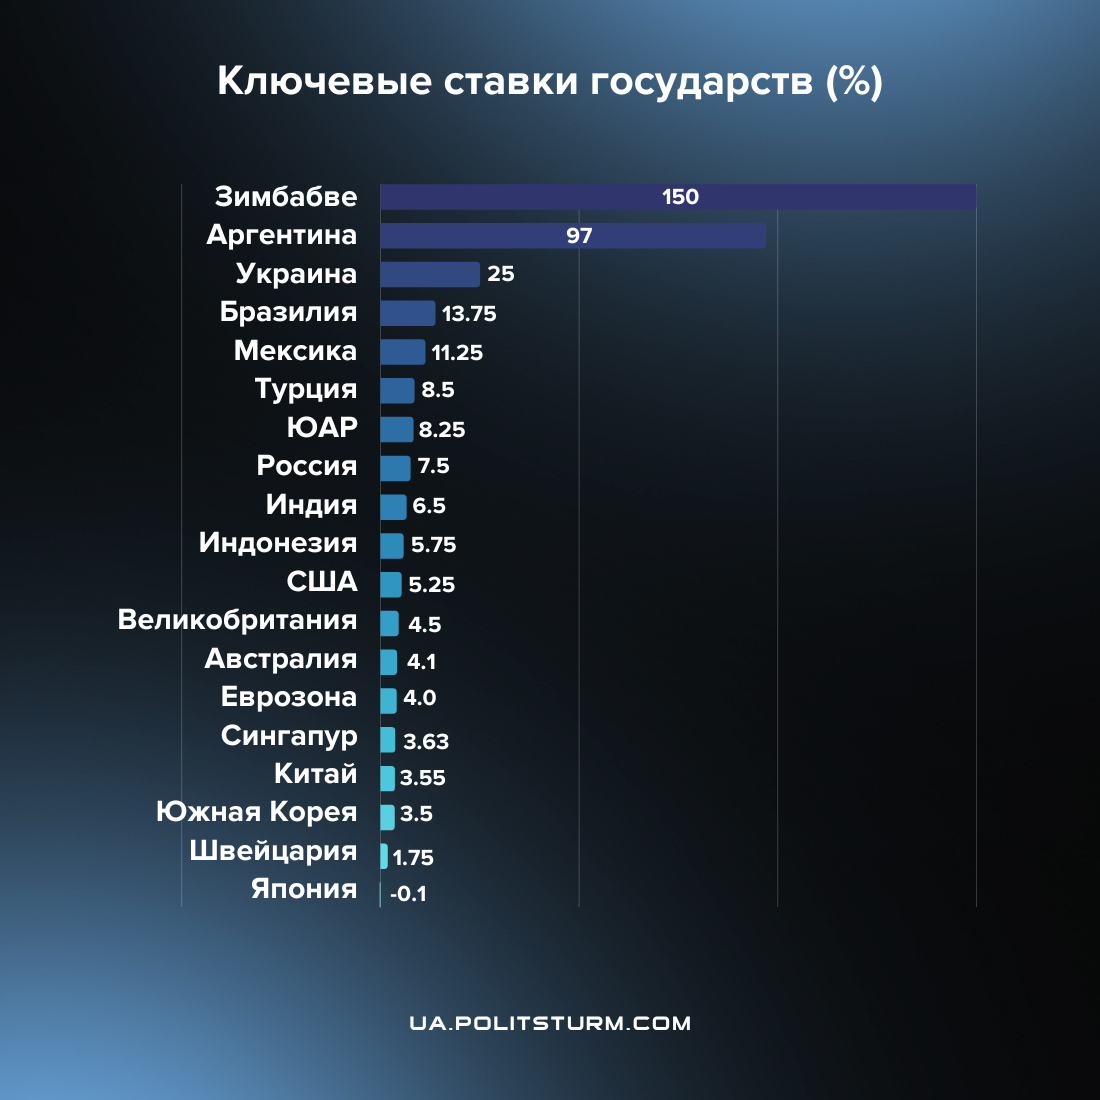 Ключевые ставки государств (%)
Зимбабве 150
Аргентина 97
Украина 25
Бразилия 13.75
Мексика 11.25
Турция 8.5
ЮАР 8.25
Россия 7.5
Индия 6.5
Индонезия 5.75
США 5.25
Великобритания 4.5
Австралия 4.1
Еврозона 4.0
Сингапур 3.63
Китай 3.55
Южная Корея 3.5
Швейцария 1.75
Япония -0.1
UA.POLITSTURM.COM